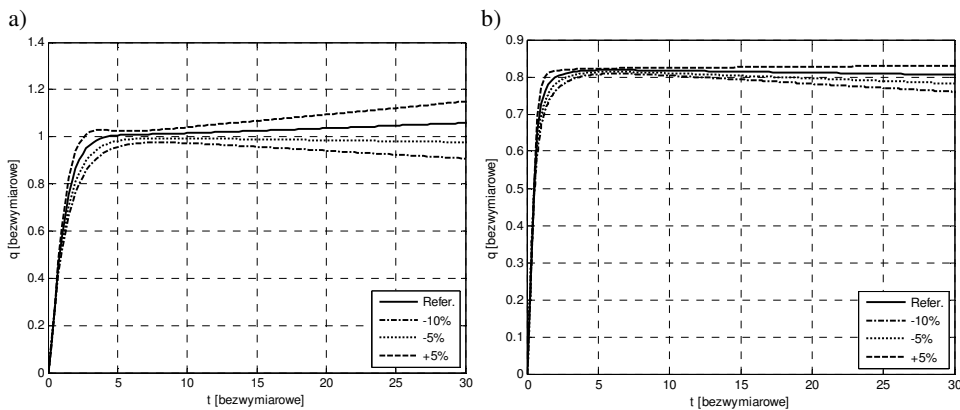 a)
1.4
1.2
1
0.8
0.6
0.4
0.2
0
q [bezwymiarowe]
0 5 10 15 20 25 30
t [bezwymiarowe]
Refer.
-10%
-5%
+5%
b)
0.9
0.8
0.7
0.6
0.5
0.4
0.3
0.2
0.1
0
q [bezwymiarowe]
0 5 10 15 20 25 30
t [bezwymiarowe]
Refer.
-10%
-5%
+5%